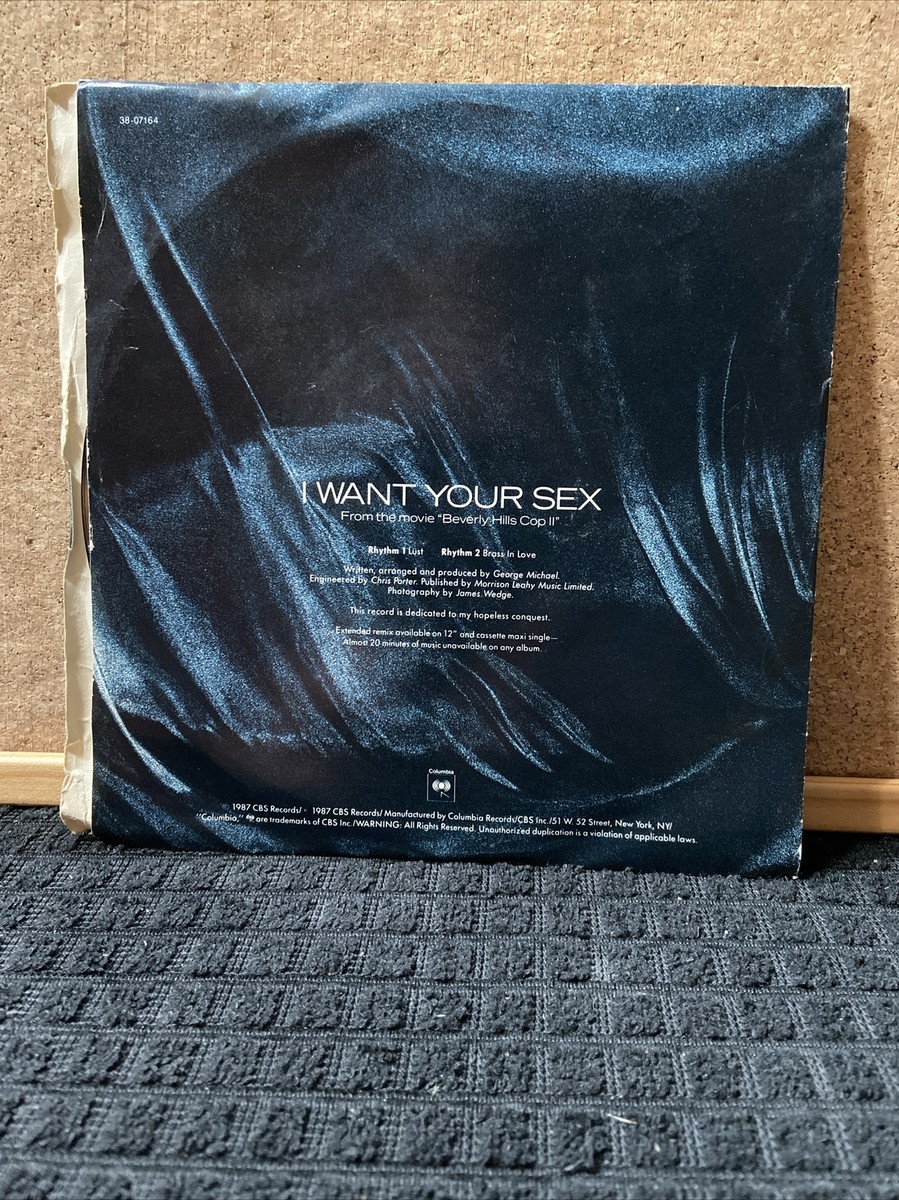 38-07164
I WANT YOUR SEX
From the movie "Beverly Hills Cop II"
Rhythm 1 Lust Rhythm 2 Brass In Love
Written, arranged and produced by George Michael.
Engineered by Chris Porter. Published by Morrison Leahy Music Limited.
Photography by James Wedge.
This record is dedicated to my hopeless conquest.
Extended remix available on 12" and cassette maxi single—
Almost 20 minutes of music unavailable on any album.
Columbia
1987 CBS Records/ 1987 CBS Records/ Manufactured by Columbia Records/CBS Inc./51 W. 52 Street, New York, NY/
"Columbia," are trademarks of CBS Inc./WARNING: All Rights Reserved. Unauthorized duplication is a violation of applicable laws.